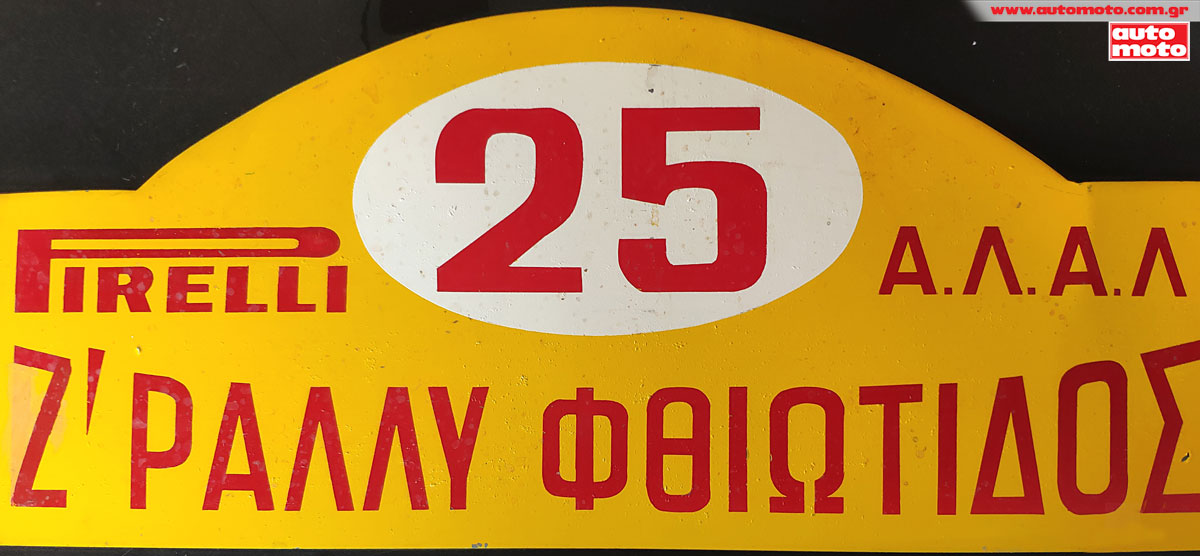 www.automoto.com.gr
auto
moto
25
PIRELLI
Α.Λ.Α.Λ
Ζ' ΡΑΛΛΥ ΦΘΙΩΤΙΔΟΣ